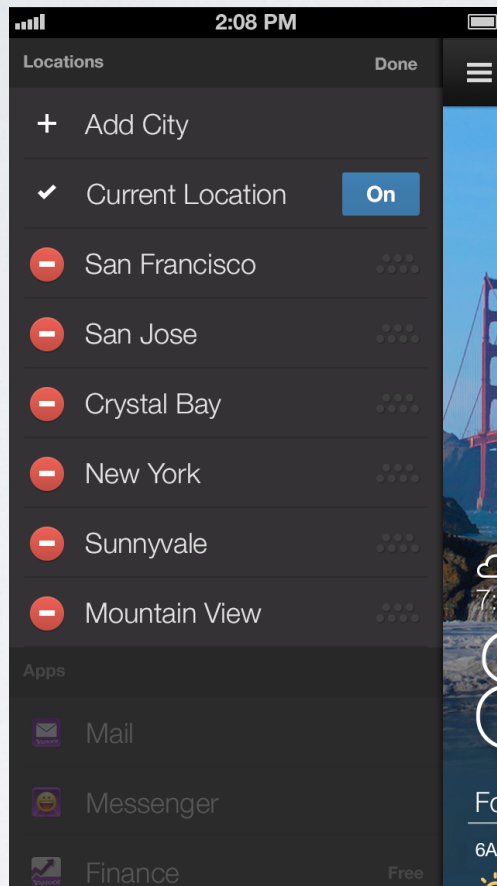 2:08 PM
Locations
Done
Add City
Current Location
On
San Francisco
San Jose
Crystal Bay
New York
Sunnyvale
Mountain View
Apps
Mail
Messenger
Finance
Free
6A